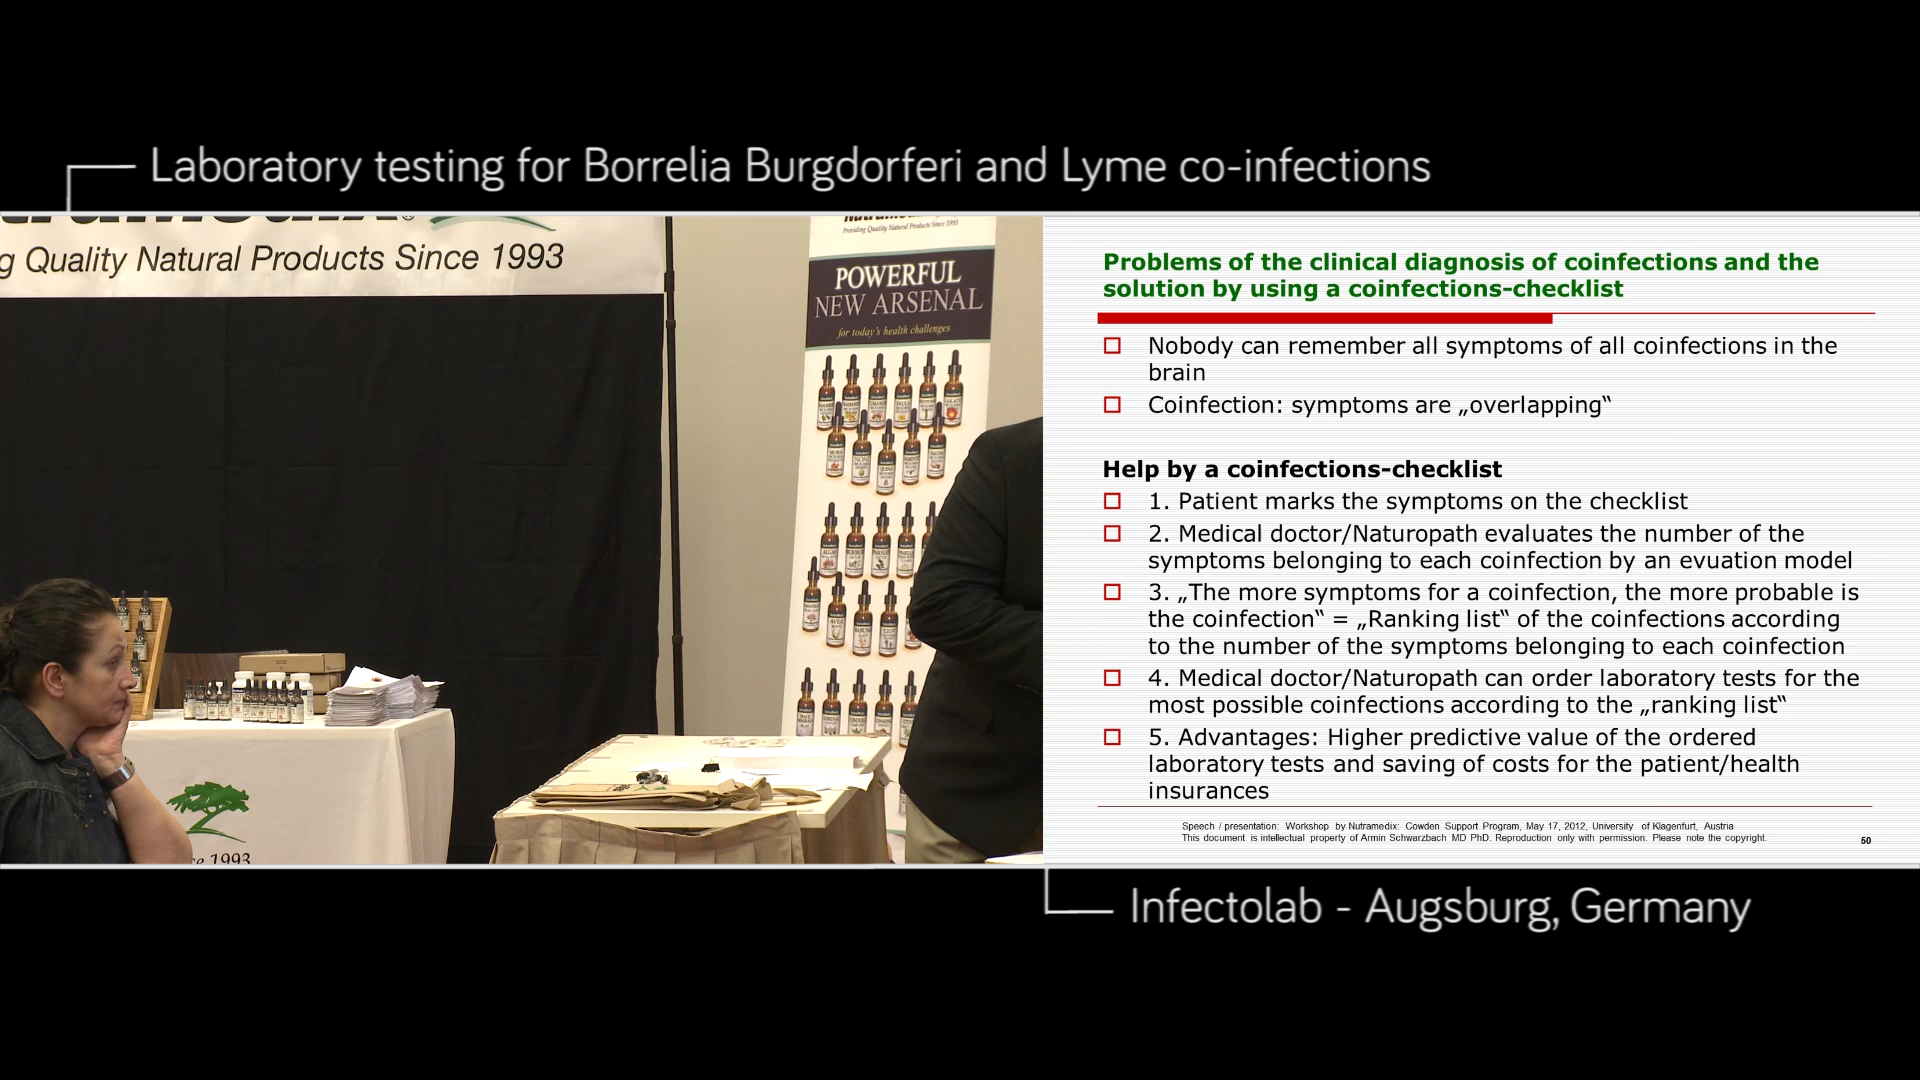 Laboratory testing for Borrelia Burgdorferi and Lyme co-infections
g Quality Natural Products Since 1993
Providing Quality Natural Products Since 1993
POWERFUL
NEW ARSENAL
for today's health challenges
ce 1993
Problems of the clinical diagnosis of coinfections and the
solution by using a coinfections-checklist
Nobody can remember all symptoms of all coinfections in the
brain
Coinfection: symptoms are „overlapping“
Help by a coinfections-checklist
1. Patient marks the symptoms on the checklist
2. Medical doctor/Naturopath evaluates the number of the
symptoms belonging to each coinfection by an evuation model
3. „The more symptoms for a coinfection, the more probable is
the coinfection“ = „Ranking list“ of the coinfections according
to the number of the symptoms belonging to each coinfection
4. Medical doctor/Naturopath can order laboratory tests for the
most possible coinfections according to the „ranking list“
5. Advantages: Higher predictive value of the ordered
laboratory tests and saving of costs for the patient/health
insurances
Speech / presentation: Workshop by Nutramedix: Cowden Support Program, May 17, 2012, University of Klagenfurt, Austria
This document is intellectual property of Armin Schwarzbach MD PhD. Reproduction only with permission. Please note the copyright.
50
Infectolab - Augsburg, Germany